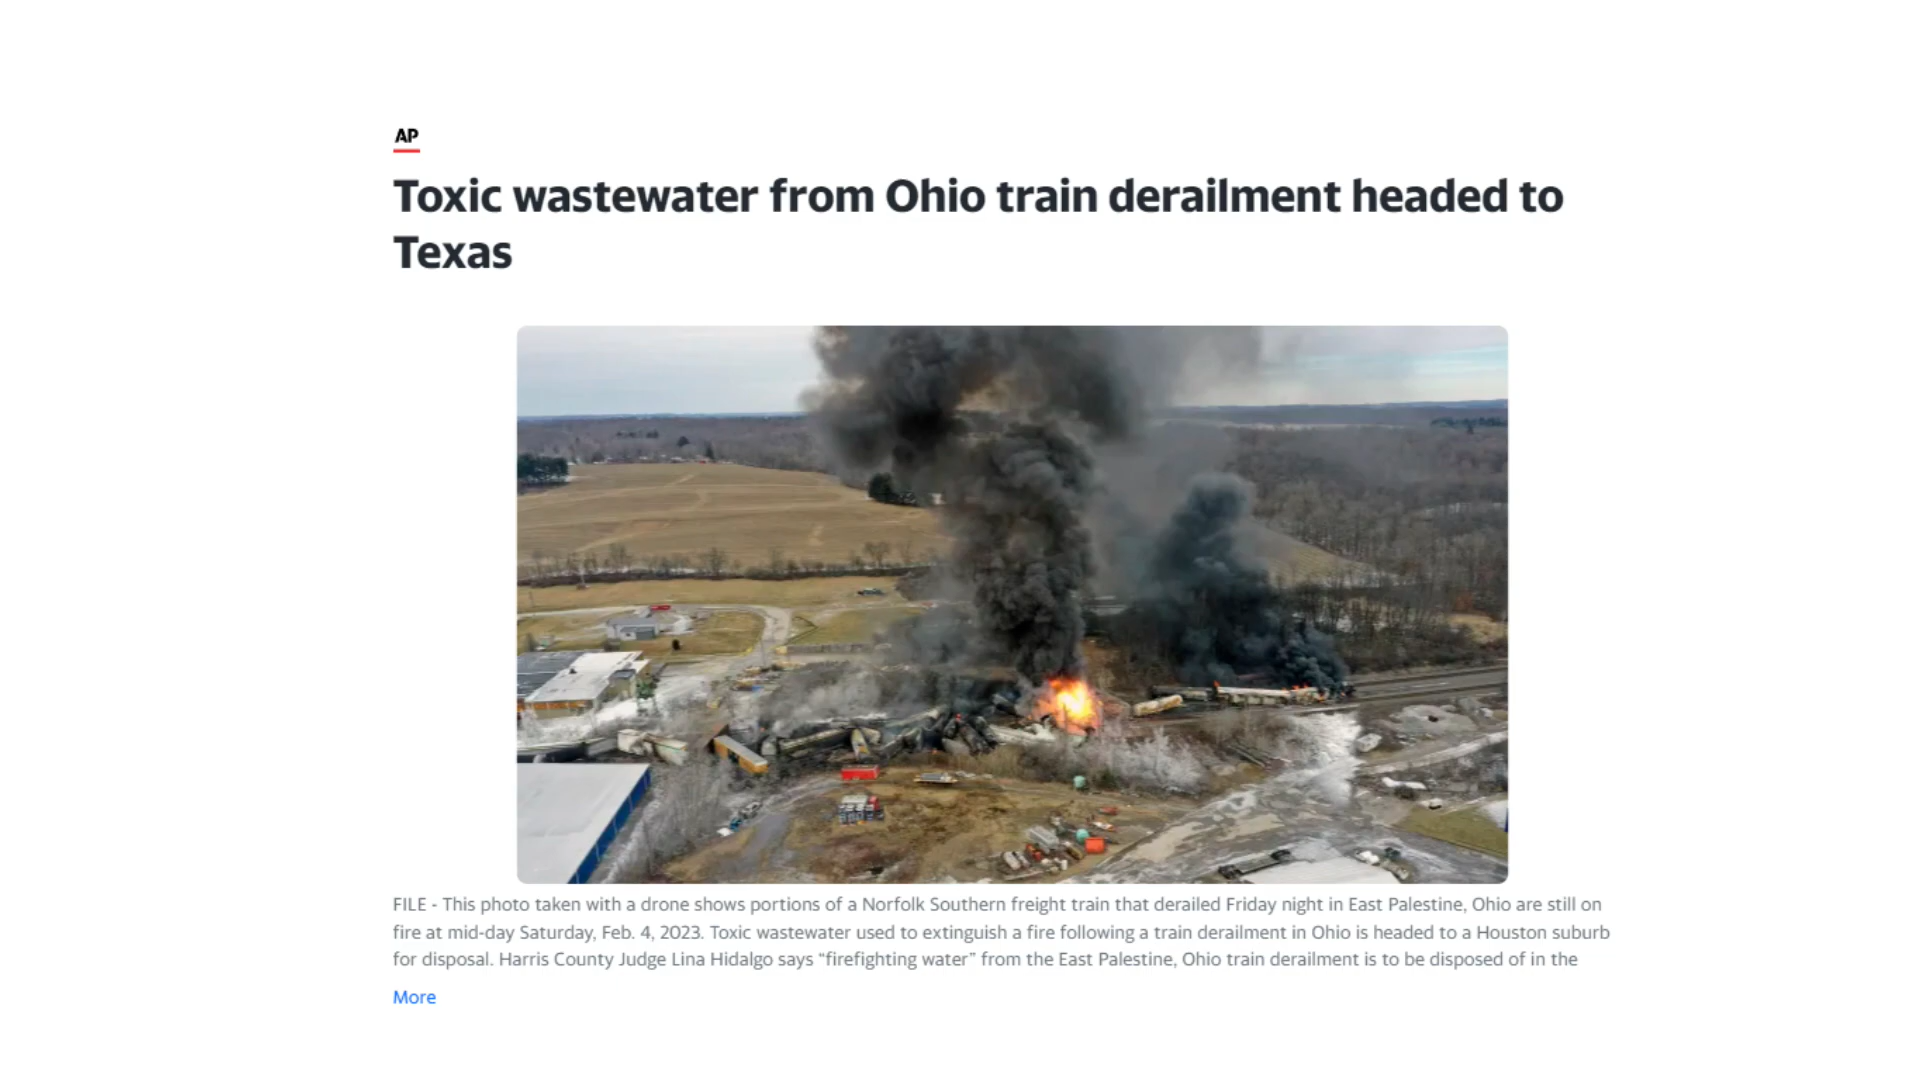 AP
Toxic wastewater from Ohio train derailment headed to
Texas
FILE - This photo taken with a drone shows portions of a Norfolk Southern freight train that derailed Friday night in East Palestine, Ohio are still on
fire at mid-day Saturday, Feb. 4, 2023. Toxic wastewater used to extinguish a fire following a train derailment in Ohio is headed to a Houston suburb
for disposal. Harris County Judge Lina Hidalgo says “firefighting water” from the East Palestine, Ohio train derailment is to be disposed of in the
More